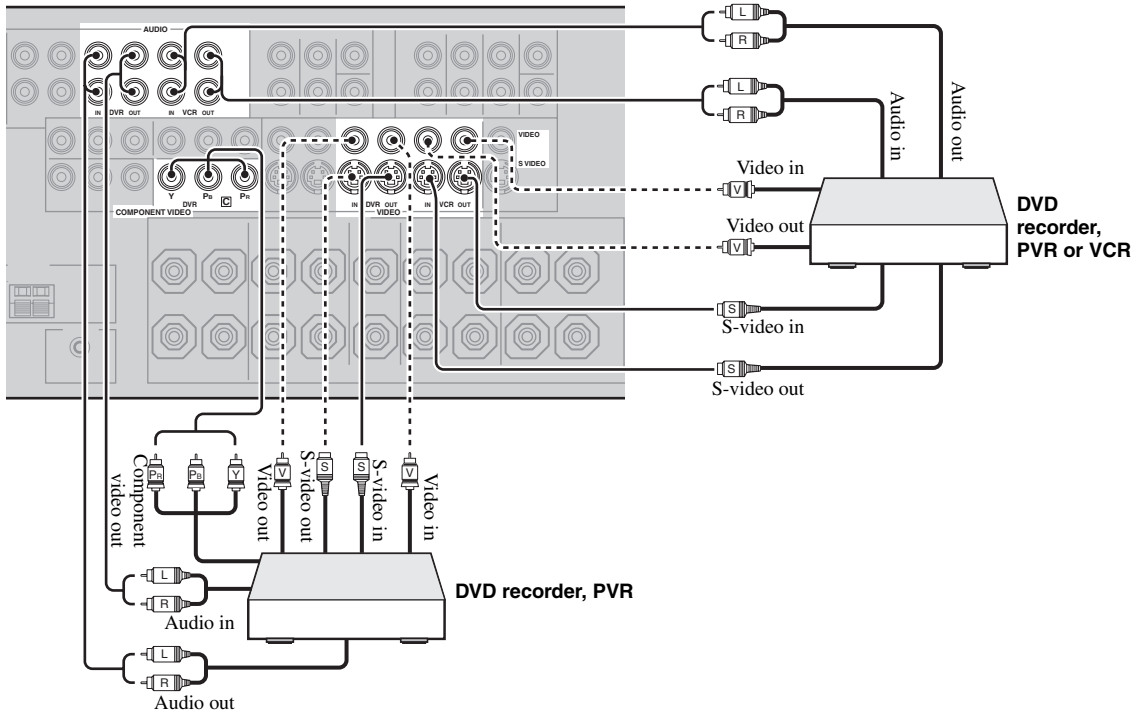 AUDIO
IN DVR OUT IN VCR OUT
L
R
L
R
Audio in
Audio out
VIDEO
S VIDEO
Y PB PR
DVR C
COMPONENT VIDEO
IN DVR OUT IN VCR OUT
VIDEO
Video in
V
Video out
V
DVD
recorder,
PVR or VCR
S
S-video in
S
S-video out
Component
video out
PR
PB
Y
Video out
V
S-video out
S
S
S-video in
V
Video in
DVD recorder, PVR
L
R
Audio in
L
R
Audio out